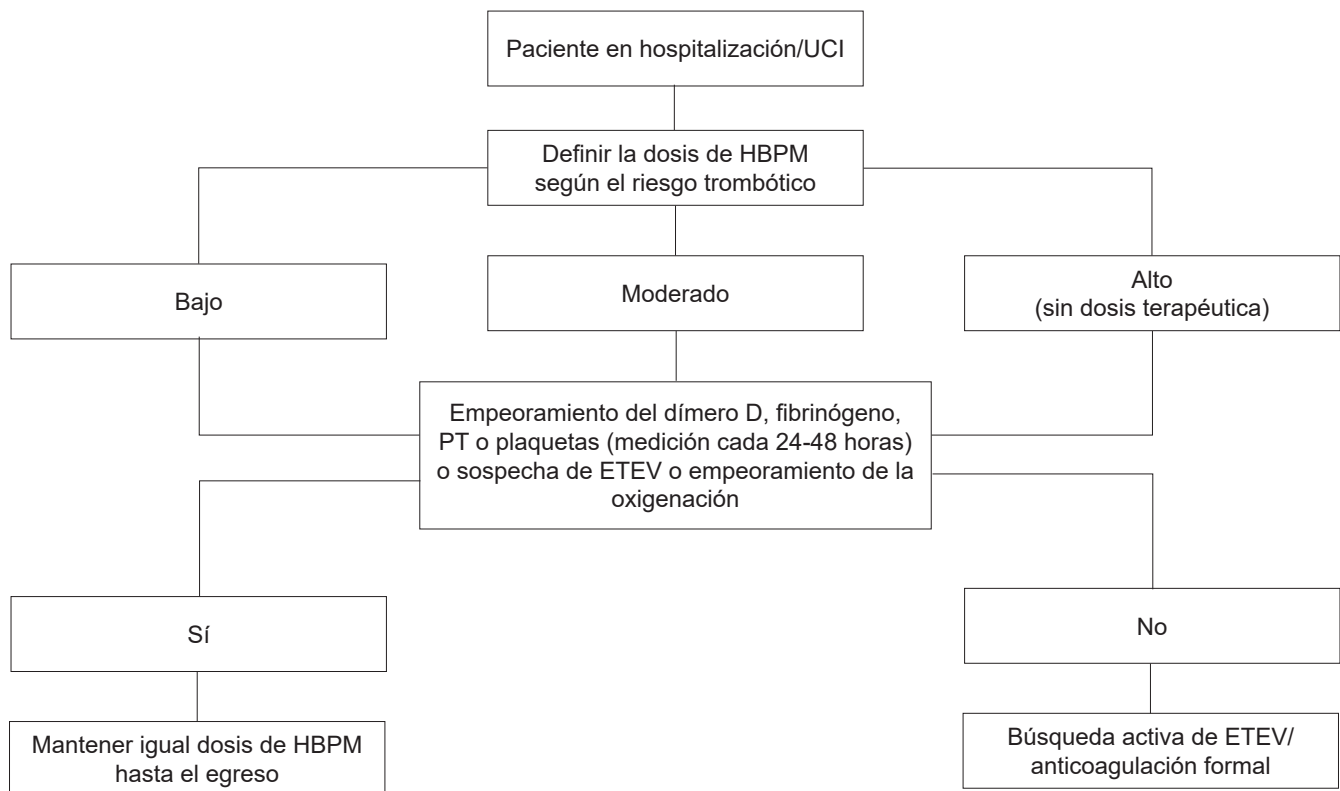 Paciente en hospitalización/UCI
Definir la dosis de HBPM
según el riesgo trombótico
Bajo
Moderado
Alto
(sin dosis terapéutica)
Empeoramiento del dímero D, fibrinógeno,
PT o plaquetas (medición cada 24-48 horas)
o sospecha de ETEV o empeoramiento de la
oxigenación
Sí
No
Mantener igual dosis de HBPM
hasta el egreso
Búsqueda activa de ETEV/
anticoagulación formal